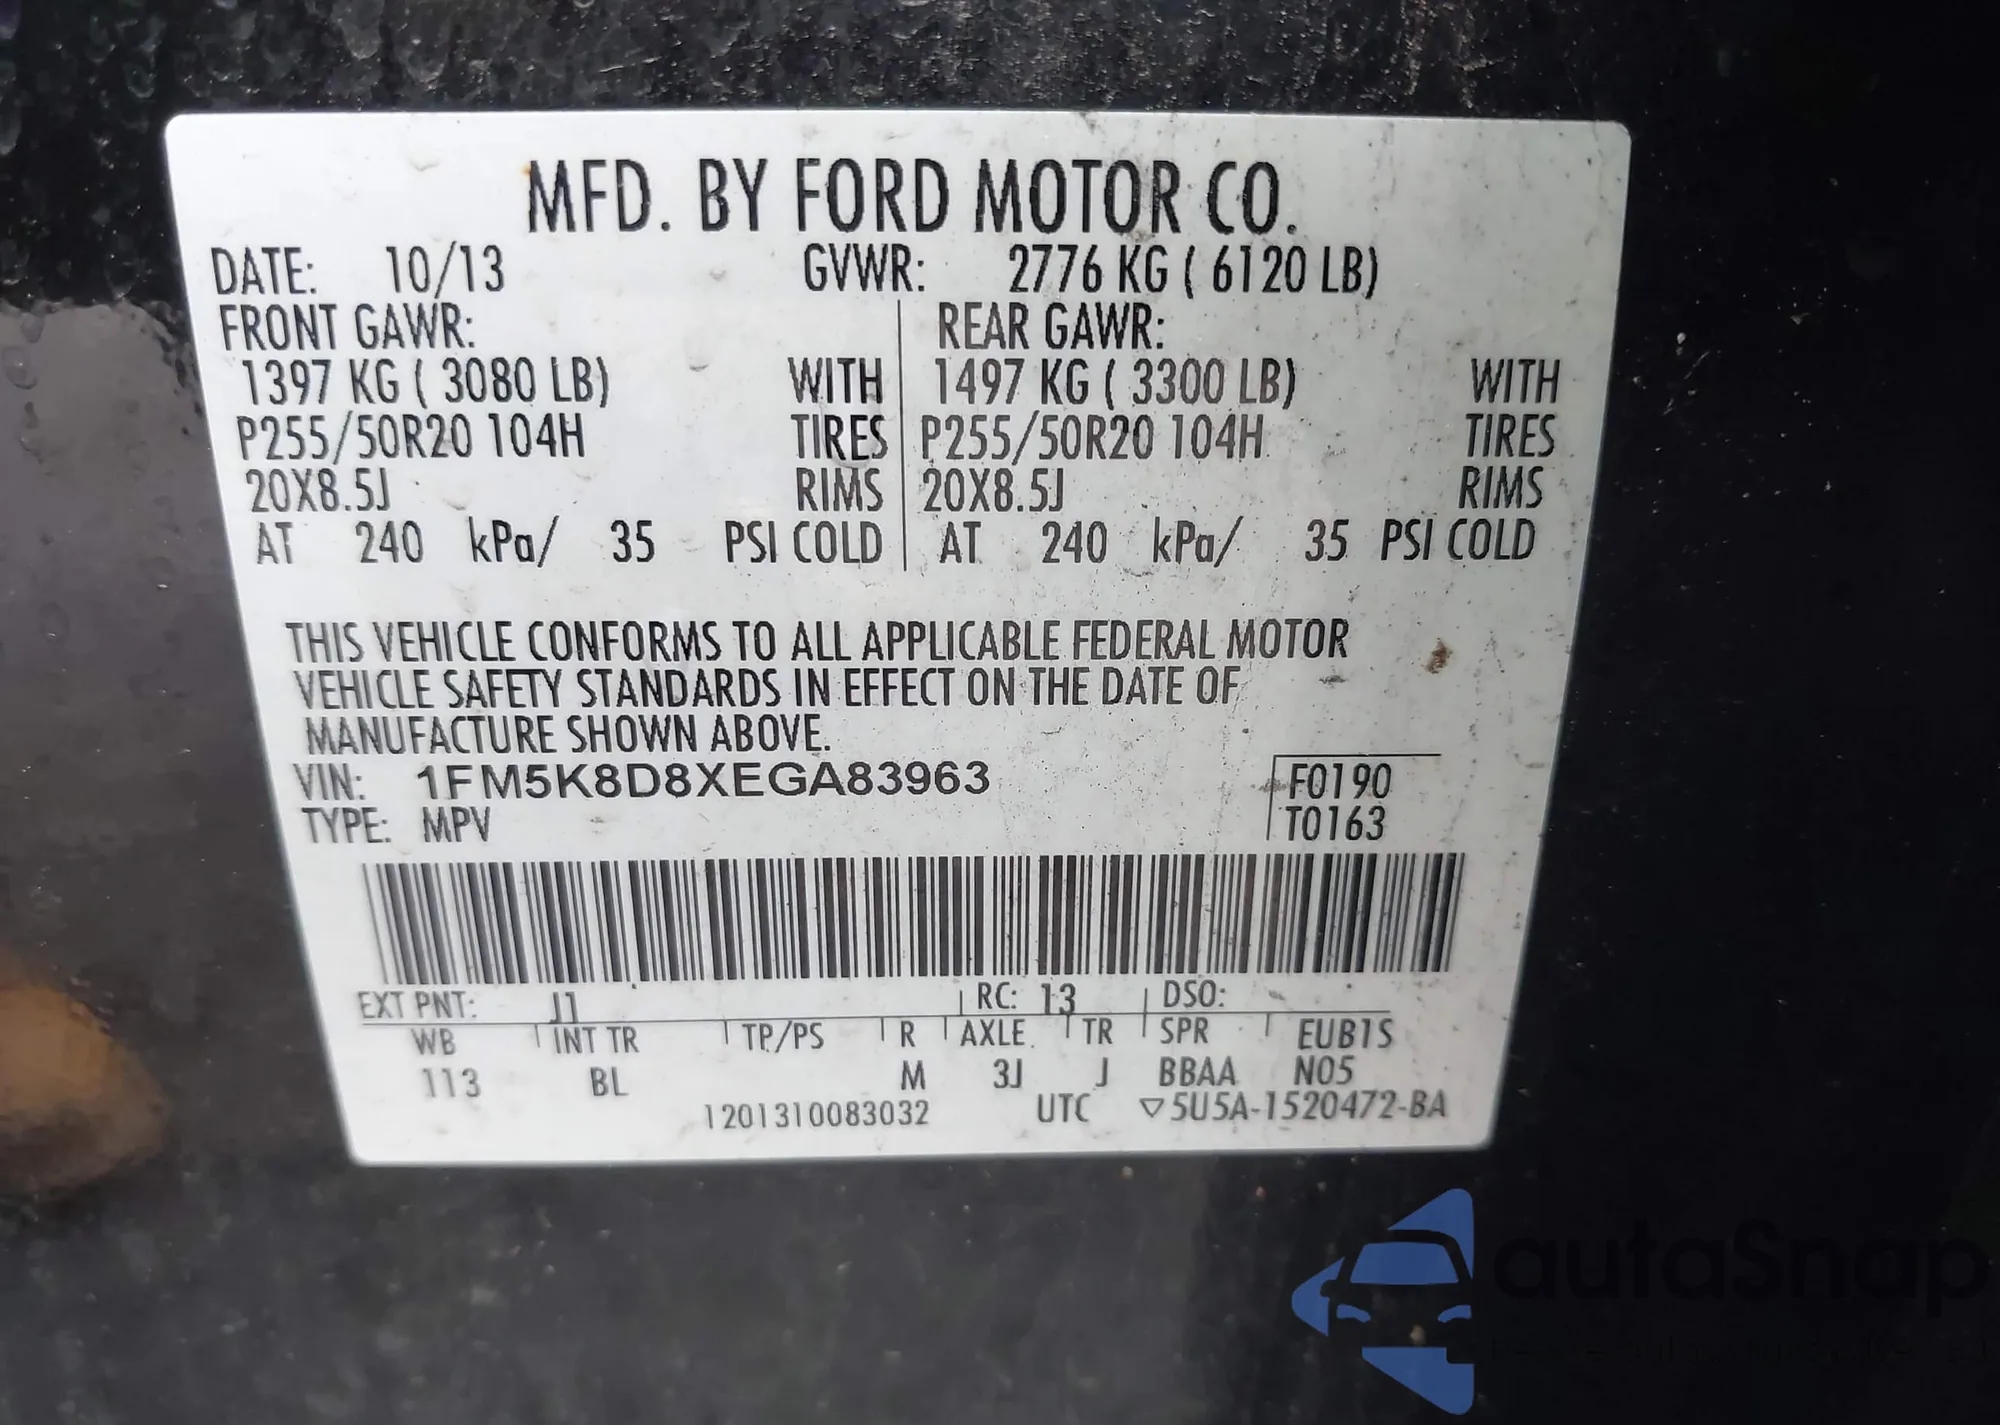 MFD. BY FORD MOTOR CO.
DATE: 10/13 GVWR: 2776 KG ( 6120 LB)
FRONT GAWR: REAR GAWR:
1397 KG ( 3080 LB) WITH 1497 KG ( 3300 LB) WITH
P255/50R20 104H TIRES P255/50R20 104H TIRES
20X8.5J RIMS 20X8.5J RIMS
AT 240 kPa/ 35 PSI COLD AT 240 kPa/ 35 PSI COLD
THIS VEHICLE CONFORMS TO ALL APPLICABLE FEDERAL MOTOR
VEHICLE SAFETY STANDARDS IN EFFECT ON THE DATE OF
MANUFACTURE SHOWN ABOVE.
VIN: 1FM5K8D8XEGA83963 F0190
TYPE: MPV T0163
EXT PNT: J1 RC: 13 DSO:
WB INT TR TP/PS R AXLE TR SPR EUB1S
113 BL M 3J J BBAA N05
1201310083032 UTC ▽5U5A-1520472-BA
autoSnap